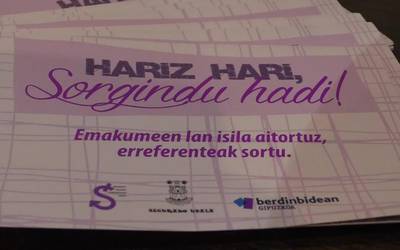 HARIZ HARI,
Sorgindu hadi!
Emakumeen lan isila aitortuz,
erreferenteak sortu.
berdinbidean
GIPUZKOA